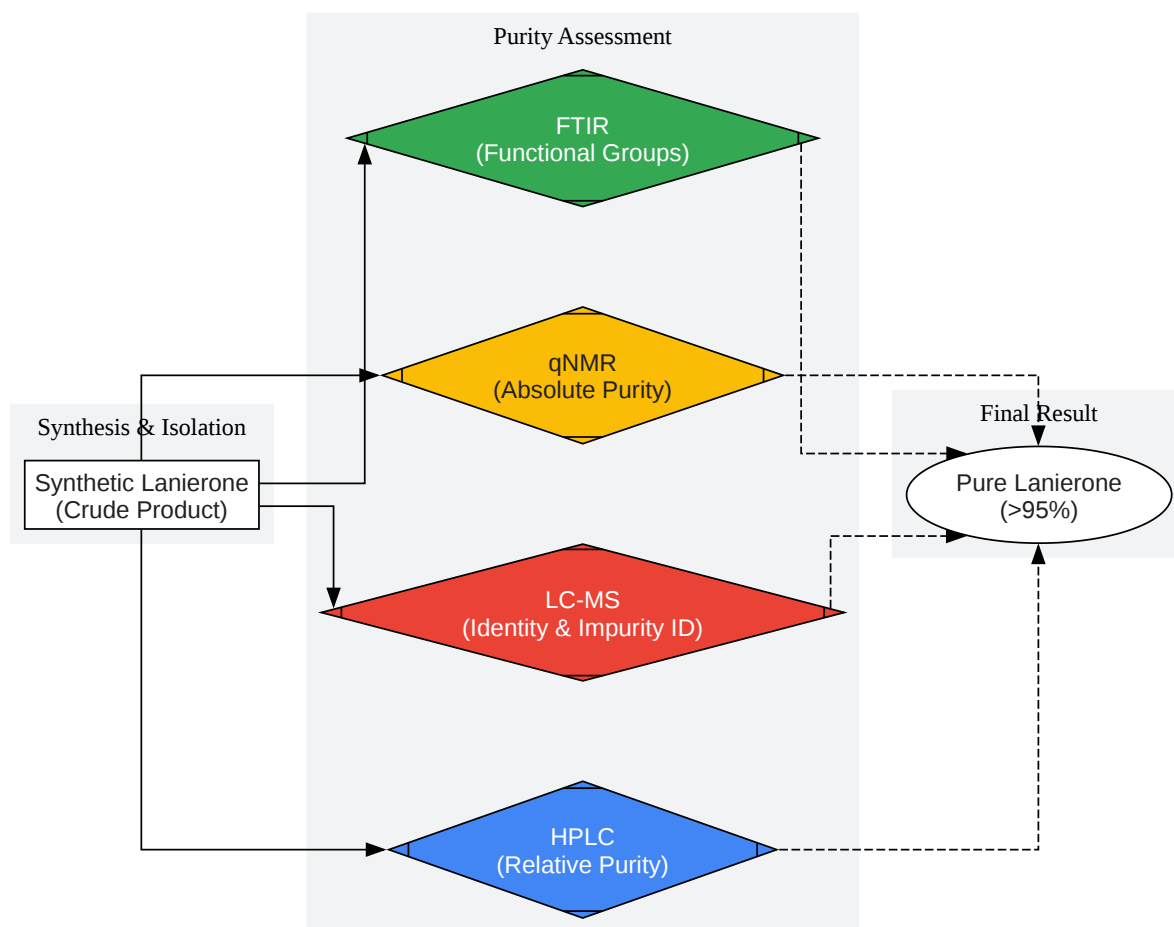 Purity Assessment
FTIR
(Functional Groups)
qNMR
(Absolute Purity)
Synthesis & Isolation
Synthetic Lanierone
(Crude Product)
Final Result
Pure Lanierone
(>95%)
LC-MS
(Identity & Impurity ID)
HPLC
(Relative Purity)